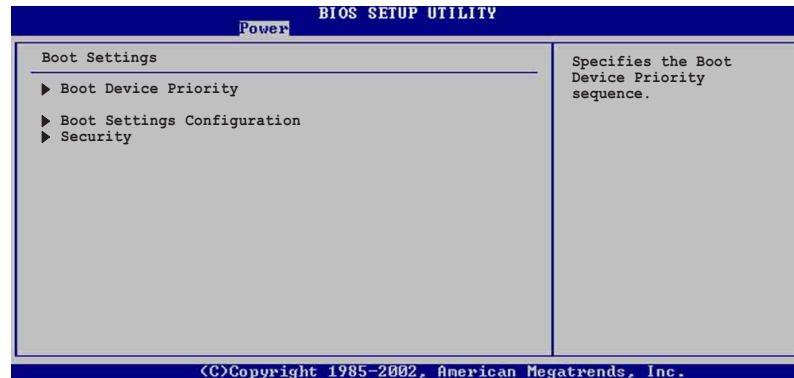 BIOS SETUP UTILITY
Power
Boot Settings
Boot Device Priority
Boot Settings Configuration
Security
Specifies the Boot
Device Priority
sequence.
(C)Copyright 1985-2002, American Megatrends, Inc.